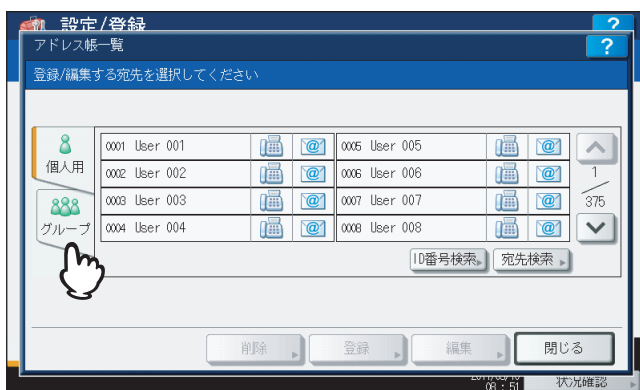 設定/登録
?
アドレス帳一覧
?
登録/編集する宛先を選択してください
個人用
グループ
0001 User 001
0005 User 005
0002 User 002
0006 User 006
0003 User 003
0007 User 007
0004 User 004
0008 User 008
1
375
ID番号検索
宛先検索
削除
登録
編集
閉じる
08:51
状況確認